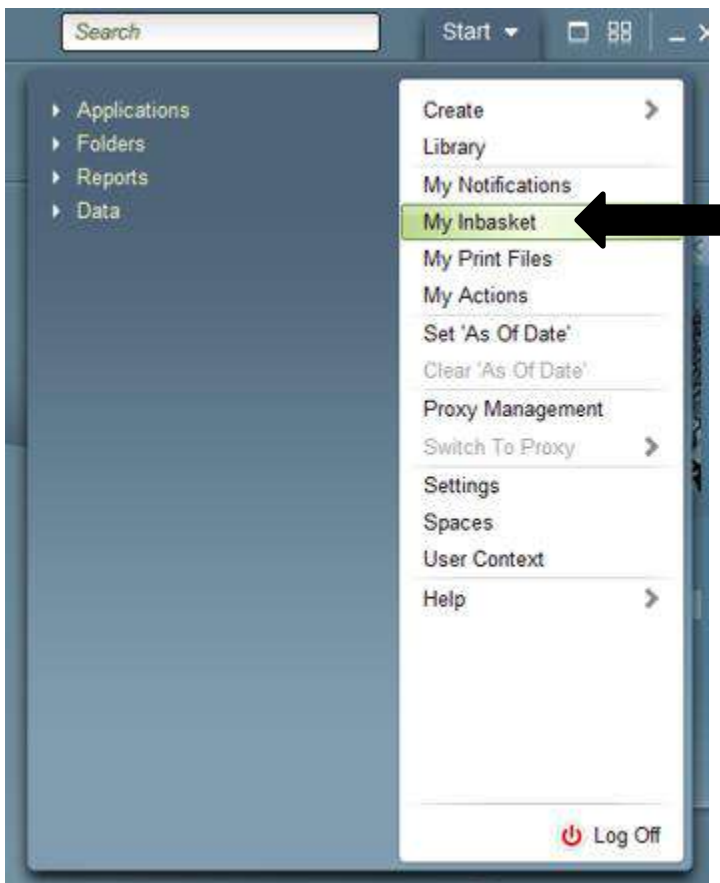 Search
Start
Applications
Folders
Reports
Data
Create
Library
My Notifications
My Inbasket
My Print Files
My Actions
Set 'As Of Date'
Clear 'As Of Date'
Proxy Management
Switch To Proxy
Settings
Spaces
User Context
Help
Log Off